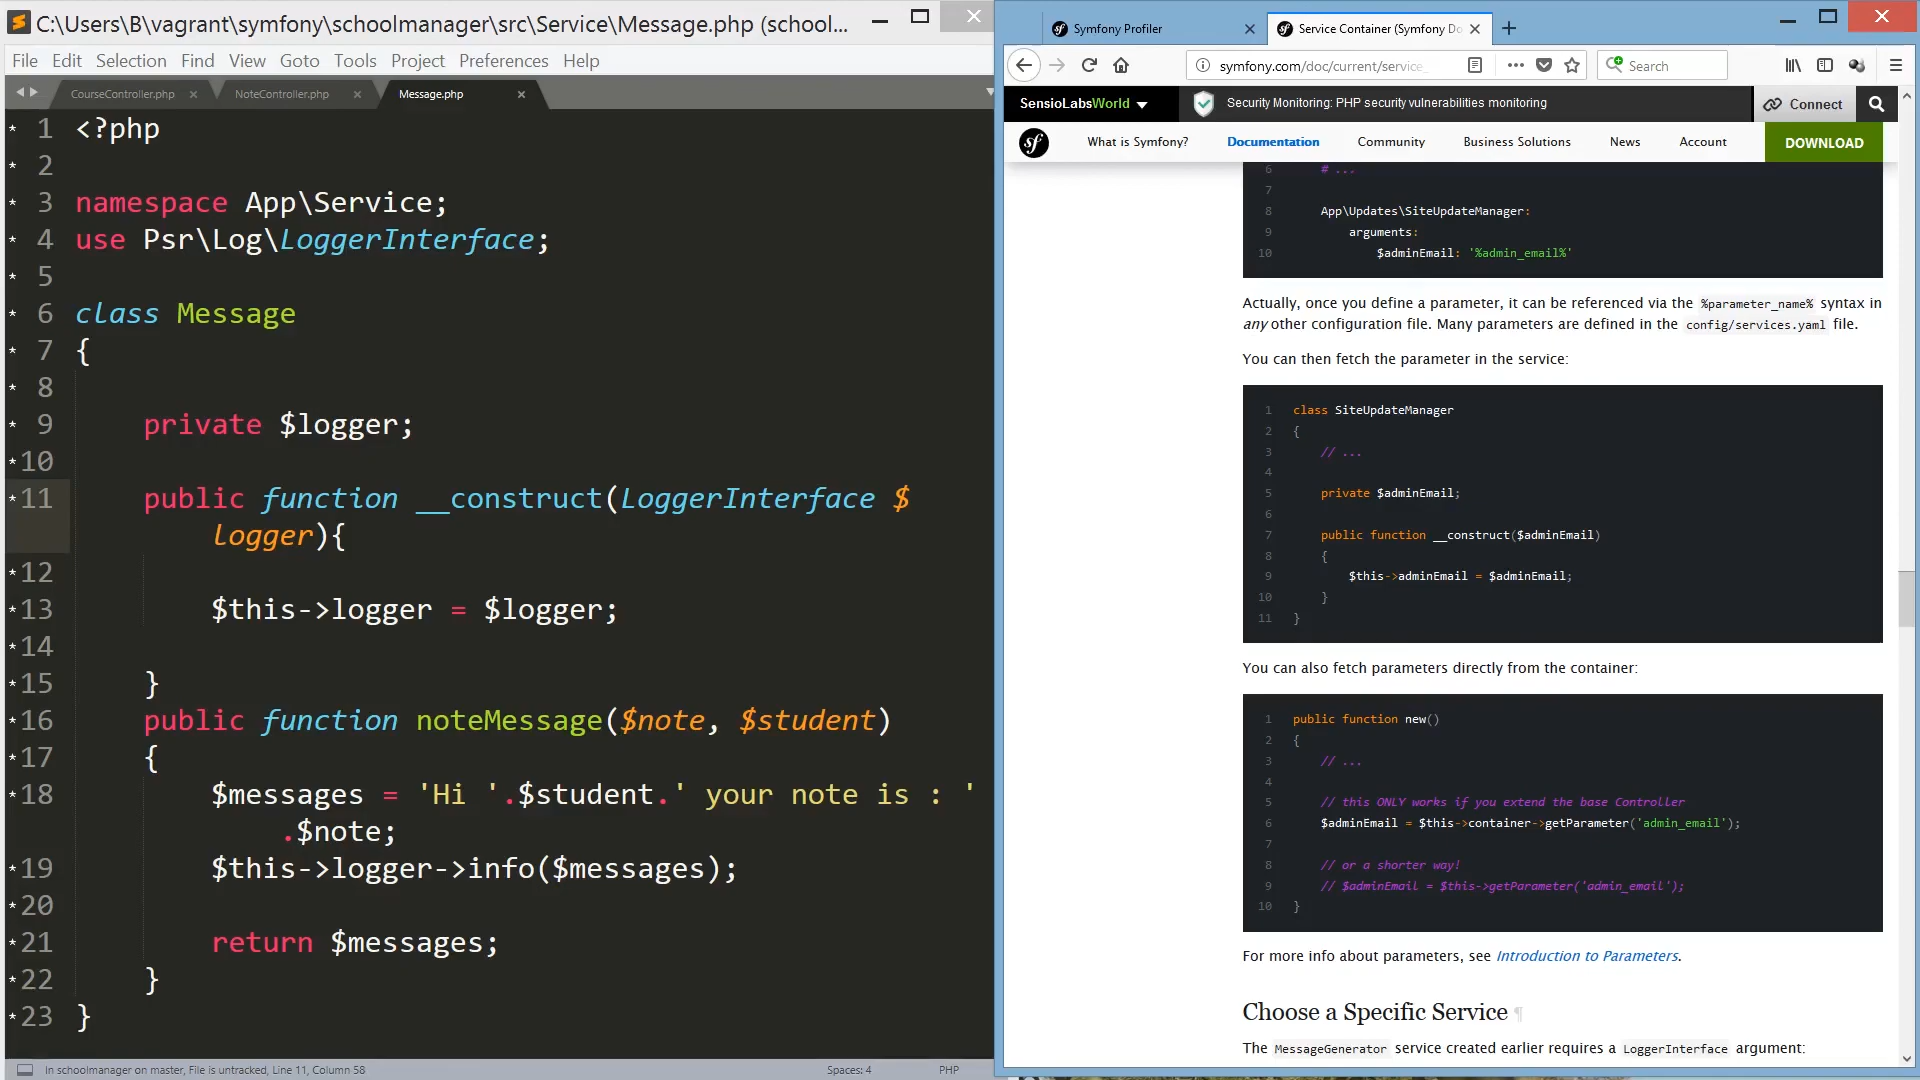 C:\Users\B\vagrant\symfony\schoolmanager\src\Service\Message.php (school...
File Edit Selection Find View Goto Tools Project Preferences Help
CourseController.php NoteController.php Message.php
1 <?php
2
3 namespace App\Service;
4 use Psr\Log\LoggerInterface;
5
6 class Message
7 {
8
9 private $logger;
10
11 public function __construct(LoggerInterface $
logger){
12
13 $this->logger = $logger;
14
15 }
16 public function noteMessage($note, $student)
17 {
18 $messages = 'Hi '.$student.' your note is : '
.$note;
19 $this->logger->info($messages);
20
21 return $messages;
22 }
23 }
In schoolmanager on master, File is untracked, Line 11, Column 58 Spaces: 4 PHP
Symfony Profiler Service Container (Symfony Do
symfony.com/doc/current/service_ Search
SensioLabsWorld Security Monitoring: PHP security vulnerabilities monitoring Connect
sf What is Symfony? Documentation Community Business Solutions News Account DOWNLOAD
6 # ...
7
8 App\Updates\SiteUpdateManager:
9 arguments:
10 $adminEmail: '%admin_email%'
Actually, once you define a parameter, it can be referenced via the %parameter_name% syntax in
any other configuration file. Many parameters are defined in the config/services.yaml file.
You can then fetch the parameter in the service:
1 class SiteUpdateManager
2 {
3 // ...
4
5 private $adminEmail;
6
7 public function __construct($adminEmail)
8 {
9 $this->adminEmail = $adminEmail;
10 }
11 }
You can also fetch parameters directly from the container:
1 public function new()
2 {
3 // ...
4
5 // this ONLY works if you extend the base Controller
6 $adminEmail = $this->container->getParameter('admin_email');
7
8 // or a shorter way!
9 // $adminEmail = $this->getParameter('admin_email');
10 }
For more info about parameters, see Introduction to Parameters.
Choose a Specific Service ¶
The MessageGenerator service created earlier requires a LoggerInterface argument: